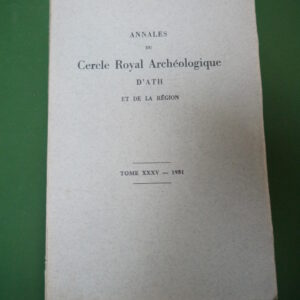 ANNALES
DU
Cercle Royal Archéologique
D'ATH
ET DE LA RÉGION
TOME XXXV — 1951